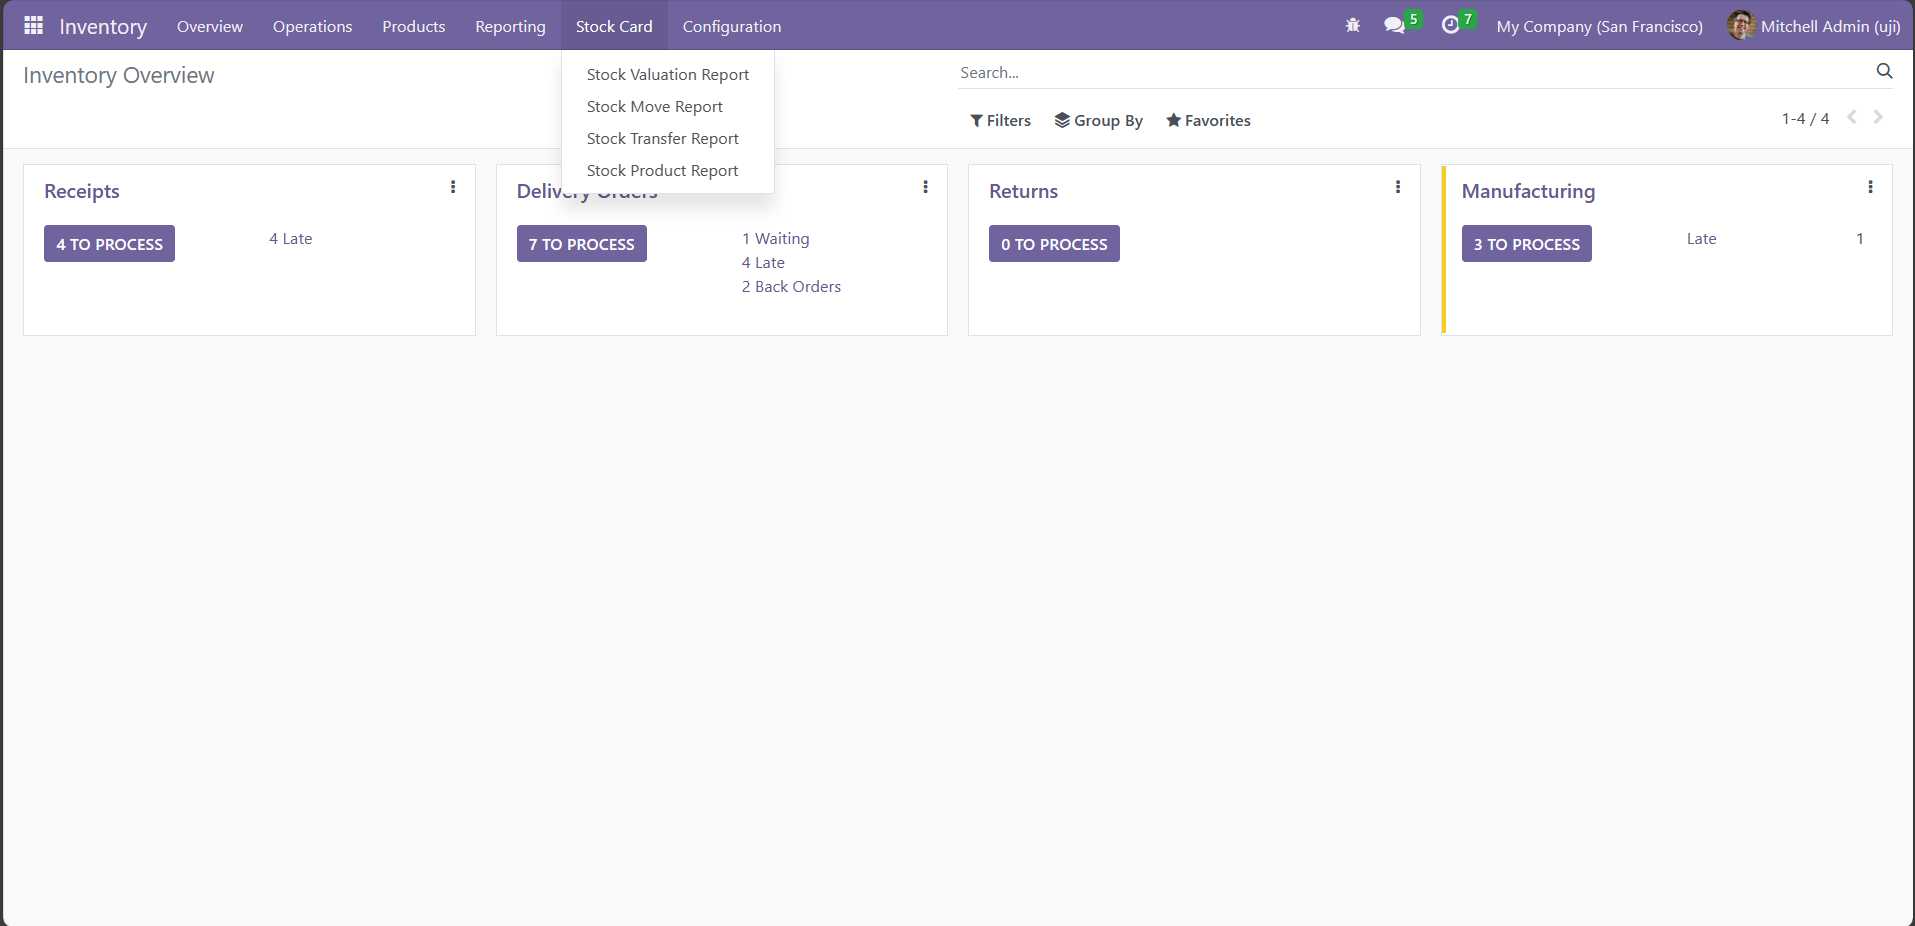 Inventory Overview Operations Products Reporting Stock Card Configuration 5 7 My Company (San Francisco) Mitchell Admin (uji)
Inventory Overview
Search...
Stock Valuation Report
Stock Move Report
Stock Transfer Report
Stock Product Report
Filters Group By Favorites
1-4 / 4
Receipts
4 TO PROCESS
4 Late
Delivery Orders
7 TO PROCESS
1 Waiting
4 Late
2 Back Orders
Returns
0 TO PROCESS
Manufacturing
3 TO PROCESS
Late 1